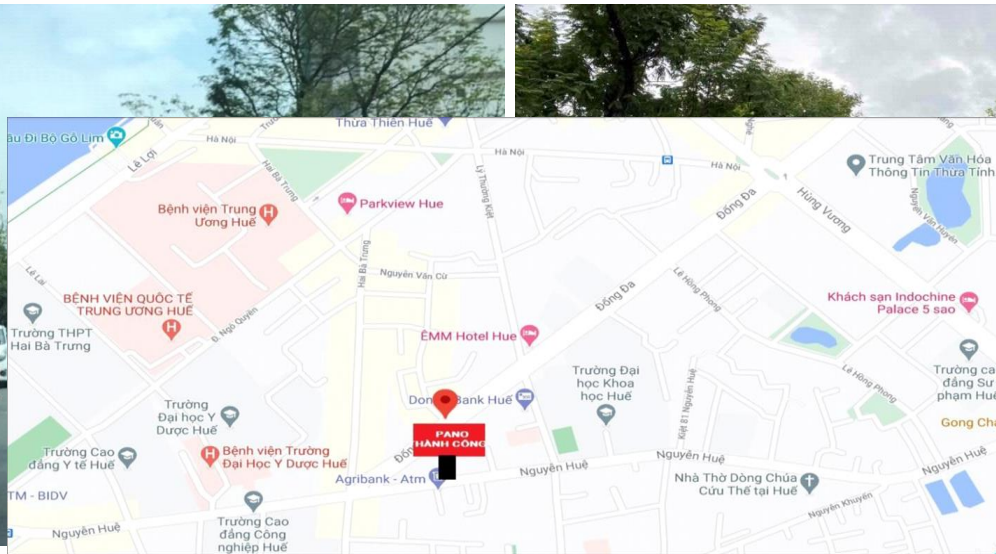 Thừa Thiên Huế
ầu Đi Bộ Gỗ Lim
Lê Lợi
Hà Nội
Hà Nội
Hà Nội
Hai Bà Trưng
Lý Thường Kiệt
Đống Đa
Hùng Vương
Trung Tâm Văn Hóa
Thông Tin Thừa Tỉnh
Nguyễn Văn Huyên
Bệnh viện Trung
Ương Huế
Parkview Hue
Hai Bà Trưng
Nguyễn Văn Cừ
Lê Lai
BỆNH VIỆN QUỐC TẾ
TRUNG ƯƠNG HUẾ
Đ. Ngô Quyền
Trường THPT
Hai Bà Trưng
ÊMM Hotel Hue
Đống Đa
Lê Hồng Phong
Khách sạn Indochine
Palace 5 sao
Trường Đại
học Khoa
học Huế
Lê Hồng Phong
Trường ca
đẳng Sư
phạm Huế
Gong Cha
Bank Huế
PANO
THÀNH CÔNG
Trường
Đại học Y
Dược Huế
Kiệt 81 Nguyễn Huệ
Trường Cao
đẳng Y tế Huế
Bệnh viện Trường
Đại Học Y Dược Huế
Agribank - Atm
Nguyễn Huệ
Nguyễn Huệ
Nguyễn Huệ
Nhà Thờ Dòng Chúa
Cứu Thế tại Huế
Nguyễn Khuyến
TM - BIDV
Nguyễn Huệ
Trường Cao
đẳng Công
nghiệp Huế